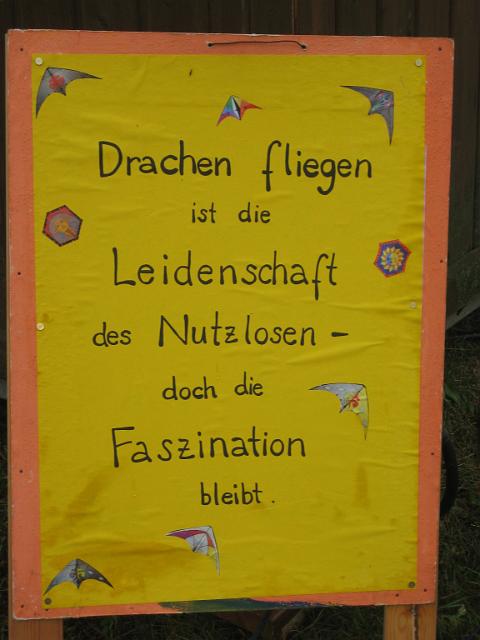 Drachen fliegen
ist die
Leidenschaft
des Nutzlosen -
doch die
Faszination
bleibt.